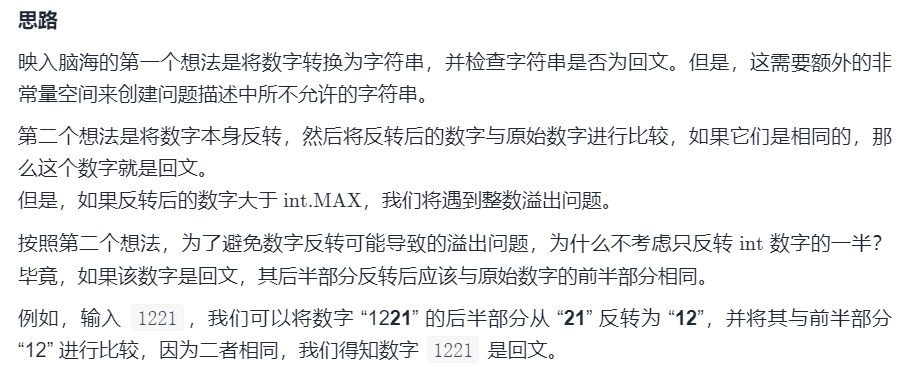 思路
映入脑海的第一个想法是将数字转换为字符串，并检查字符串是否为回文。但是，这需要额外的非
常量空间来创建问题描述中所不允许的字符串。
第二个想法是将数字本身反转，然后将反转后的数字与原始数字进行比较，如果它们是相同的，那
么这个数字就是回文。
但是，如果反转后的数字大于 int.MAX，我们将遇到整数溢出问题。
按照第二个想法，为了避免数字反转可能导致的溢出问题，为什么不考虑只反转 int 数字的一半？
毕竟，如果该数字是回文，其后半部分反转后应该与原始数字的前半部分相同。
例如，输入 1221 ，我们可以将数字 “1221” 的后半部分从 “21” 反转为 “12”，并将其与前半部分
“12” 进行比较，因为二者相同，我们得知数字 1221 是回文。